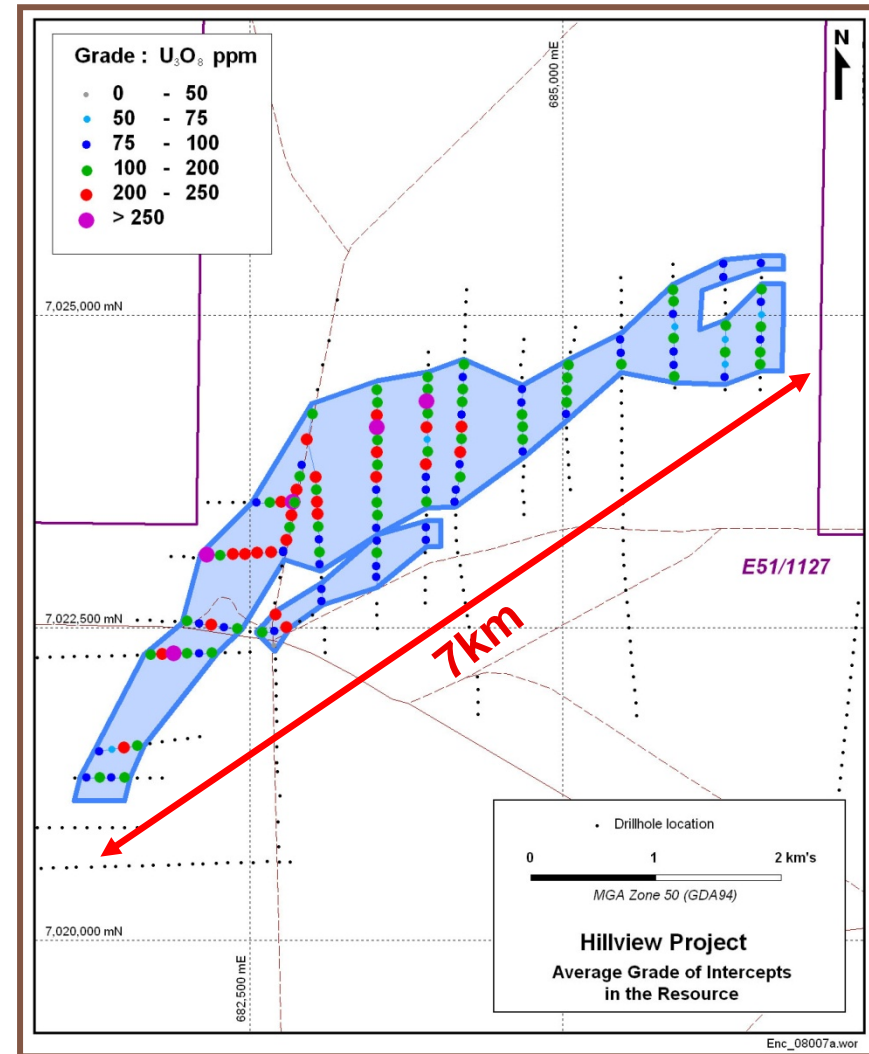 Grade : U₃O₈ ppm
0 - 50
50 - 75
75 - 100
100 - 200
200 - 250
> 250
685,000 mE
N
7,025,000 mN
E51/1127
7,022,500 mN
7km
Drillhole location
0 1 2 km's
MGA Zone 50 (GDA94)
7,020,000 mN
Hillview Project
Average Grade of Intercepts
in the Resource
682,500 mE
Enc_08007a.wor